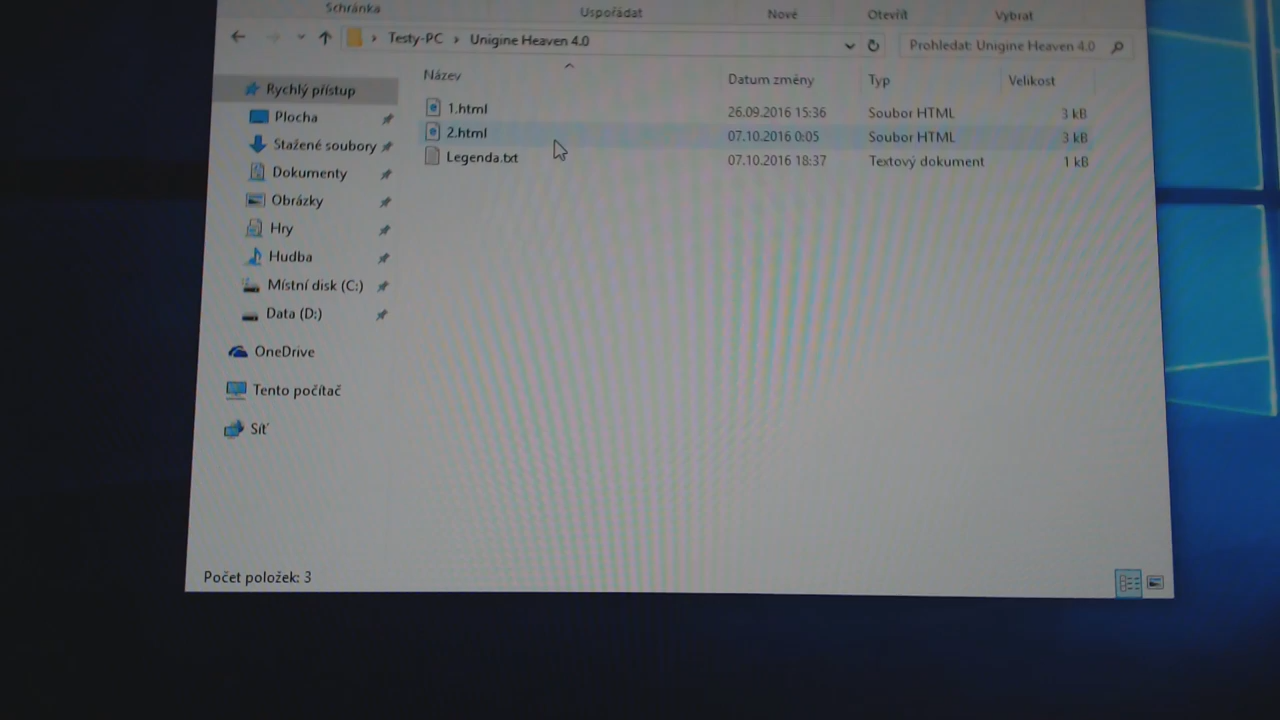 Schránka Uspořádat Nové Otevřít Vybrat
Testy-PC Unigine Heaven 4.0 Prohledat: Unigine Heaven 4.0
Název Datum změny Typ Velikost
Rychlý přístup
Plocha
Stažené soubory
Dokumenty
Obrázky
Hry
Hudba
Místní disk (C:)
Data (D:)
OneDrive
Tento počítač
Síť
1.html 26.09.2016 15:36 Soubor HTML 3 kB
2.html 07.10.2016 0:05 Soubor HTML 3 kB
Legenda.txt 07.10.2016 18:37 Textový dokument 1 kB
Počet položek: 3